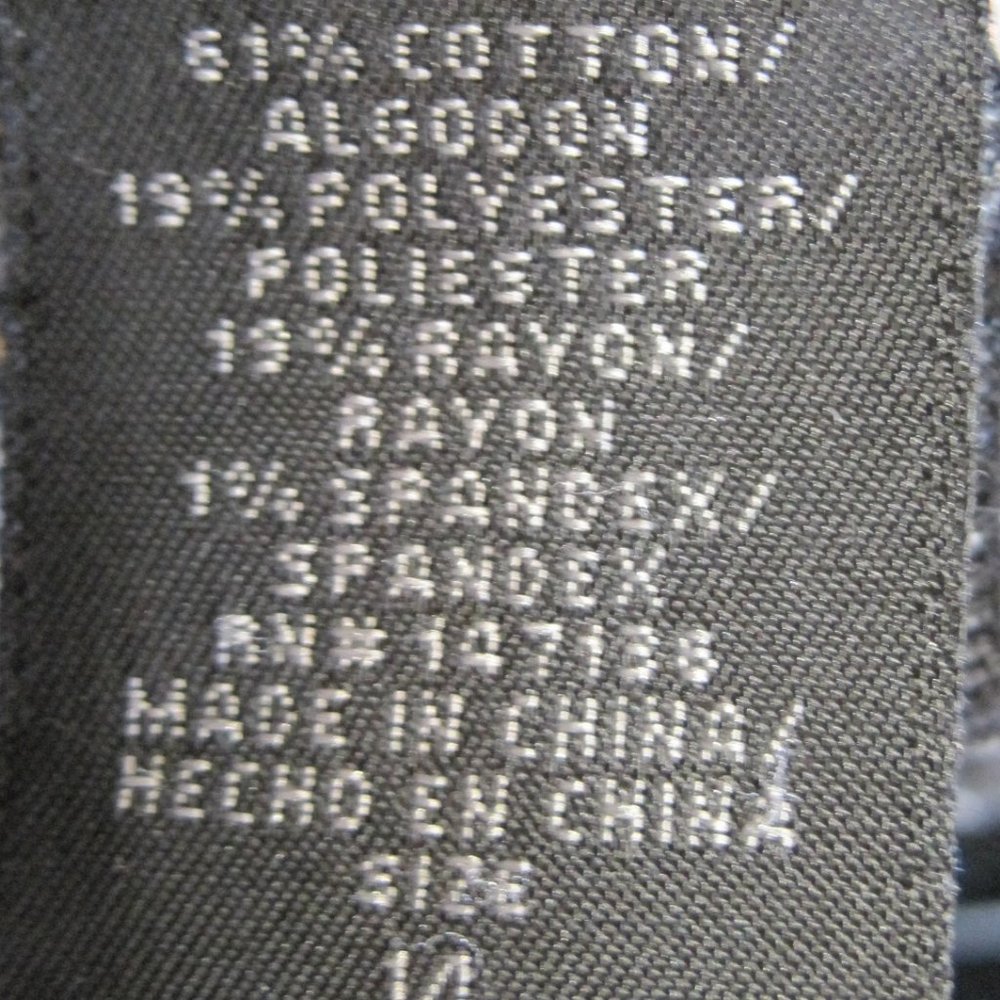 61% COTTON/
ALGODON
19% POLYESTER/
POLIESTER
19% RAYON/
RAYON
1% SPANDEX/
SPANDEX
RN#
MADE IN CHINA/
HECHO EN CHINA
SIZE